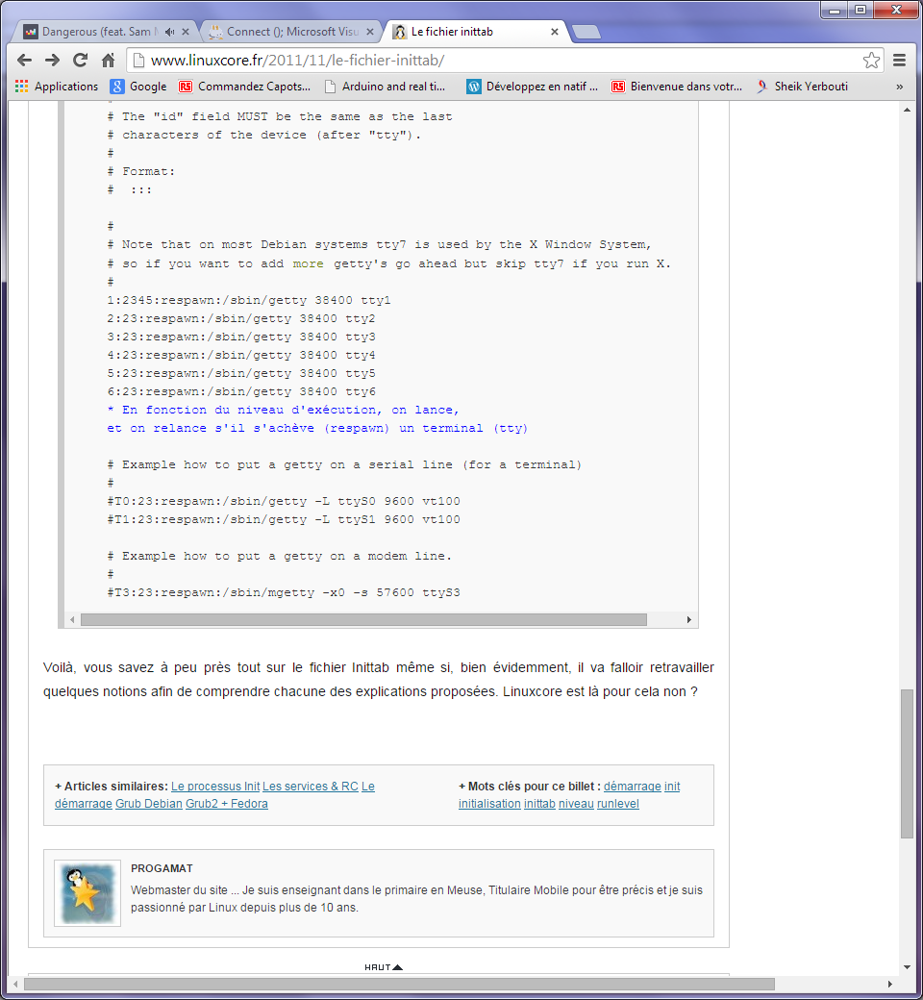 Dangerous (feat. Sam
Connect (); Microsoft Visu
Le fichier inittab
www.linuxcore.fr/2011/11/le-fichier-inittab/
Applications
Google
RS
Commandez Capots...
Arduino and real ti...
Développez en natif ...
RS
Bienvenue dans votr...
Sheik Yerbouti
»
# The "id" field MUST be the same as the last
# characters of the device (after "tty").
#
# Format:
#  :::
#
# Note that on most Debian systems tty7 is used by the X Window System,
# so if you want to add more getty's go ahead but skip tty7 if you run X.
#
1:2345:respawn:/sbin/getty 38400 tty1
2:23:respawn:/sbin/getty 38400 tty2
3:23:respawn:/sbin/getty 38400 tty3
4:23:respawn:/sbin/getty 38400 tty4
5:23:respawn:/sbin/getty 38400 tty5
6:23:respawn:/sbin/getty 38400 tty6
* En fonction du niveau d'exécution, on lance,
et on relance s'il s'achève (respawn) un terminal (tty)
# Example how to put a getty on a serial line (for a terminal)
#
#T0:23:respawn:/sbin/getty -L ttyS0 9600 vt100
#T1:23:respawn:/sbin/getty -L ttyS1 9600 vt100
# Example how to put a getty on a modem line.
#
#T3:23:respawn:/sbin/mgetty -x0 -s 57600 ttyS3
Voilà, vous savez à peu près tout sur le fichier Inittab même si, bien évidemment, il va falloir retravailler
quelques notions afin de comprendre chacune des explications proposées. Linuxcore est là pour cela non ?
+ Articles similaires: Le processus Init Les services & RC Le
démarrage Grub Debian Grub2 + Fedora
+ Mots clés pour ce billet : démarrage init
initialisation inittab niveau runlevel
PROGAMAT
Webmaster du site ... Je suis enseignant dans le primaire en Meuse, Titulaire Mobile pour être précis et je suis
passionné par Linux depuis plus de 10 ans.
HAUT